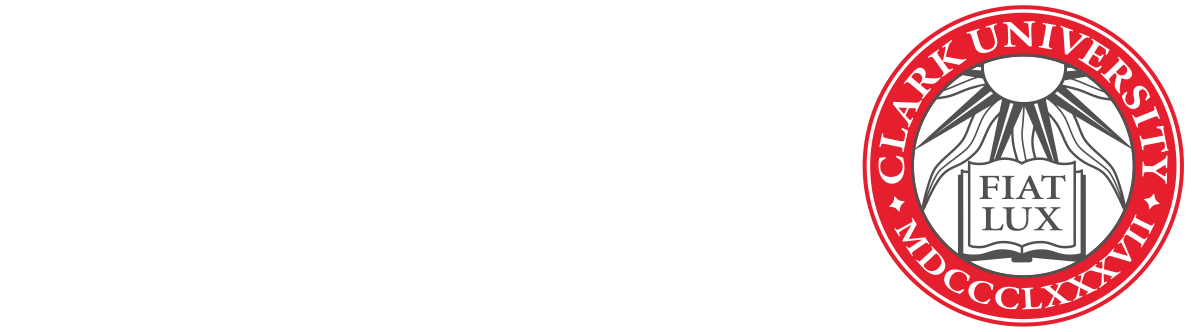 CLARK UNIVERSITY
FIAT
LUX
MDCCCLXXXVII